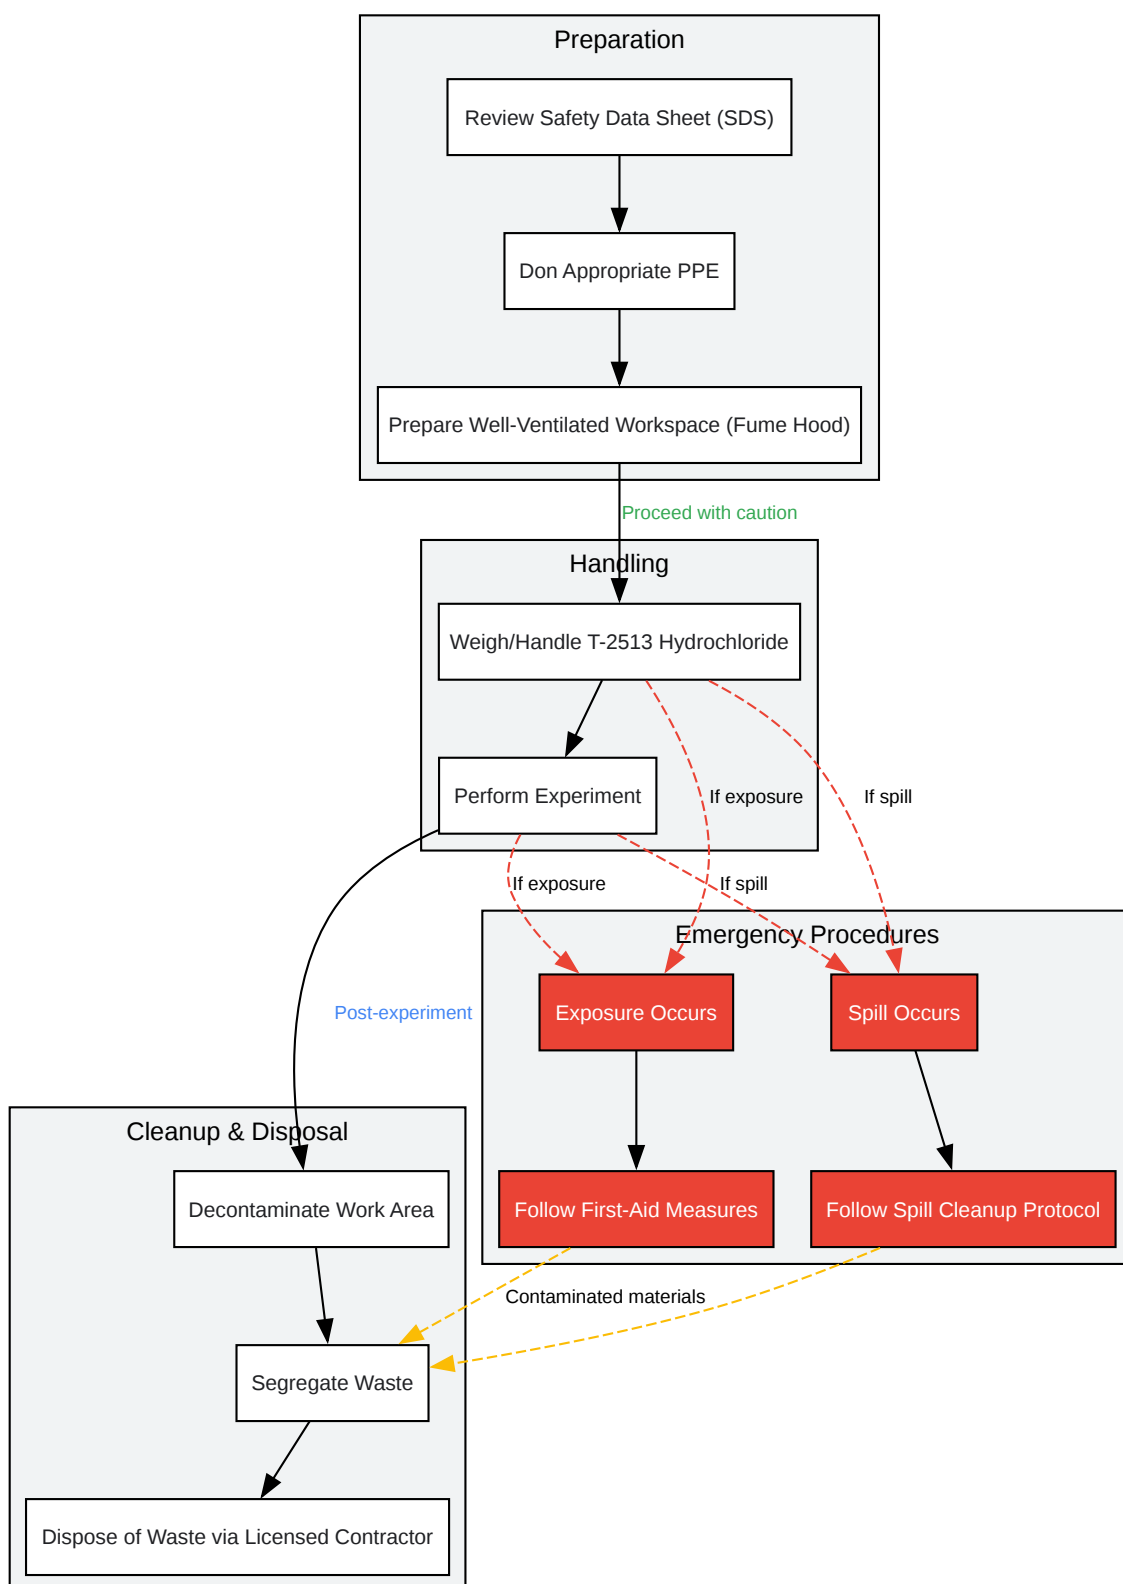 Preparation
Review Safety Data Sheet (SDS)
Don Appropriate PPE
Prepare Well-Ventilated Workspace (Fume Hood)
Proceed with caution
Handling
Weigh/Handle T-2513 Hydrochloride
Perform Experiment
If exposure
If spill
If exposure
If spill
Emergency Procedures
Exposure Occurs
Spill Occurs
Post-experiment
Cleanup & Disposal
Decontaminate Work Area
Follow First-Aid Measures
Follow Spill Cleanup Protocol
Contaminated materials
Segregate Waste
Dispose of Waste via Licensed Contractor